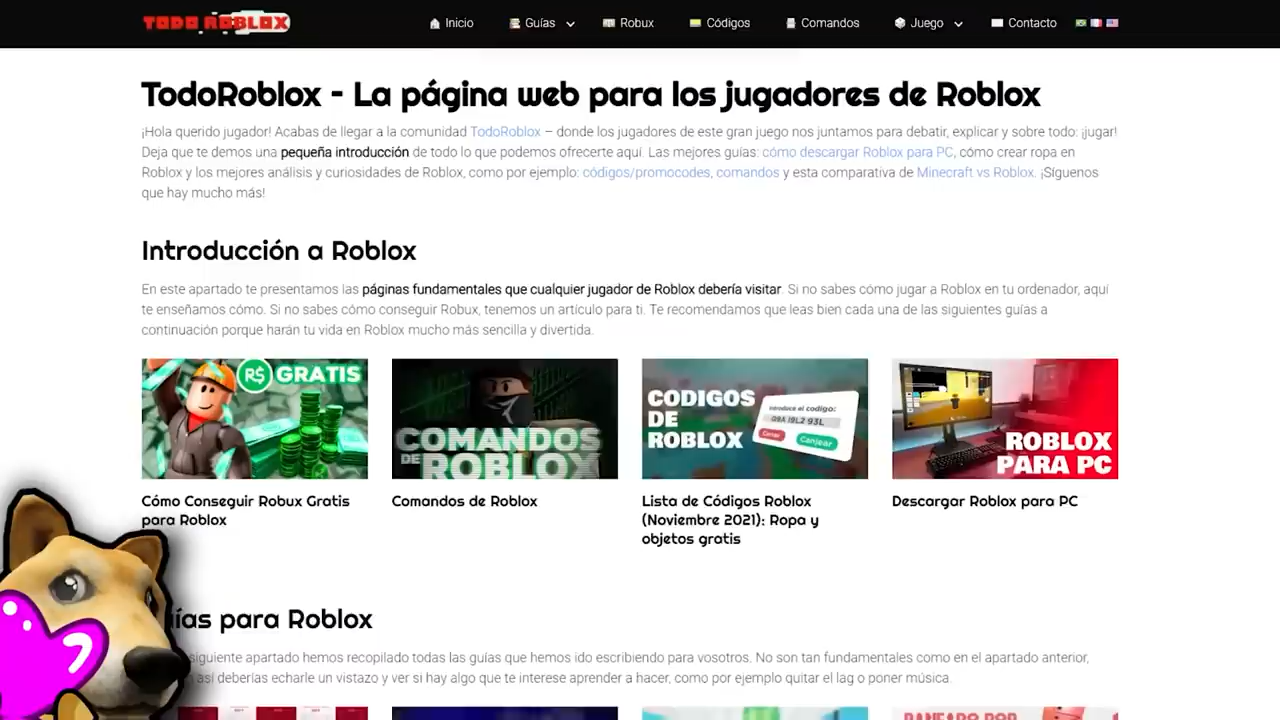 TODO ROBLOX
Inicio
Guías
Robux
Códigos
Comandos
Juego
Contacto
TodoRoblox - La página web para los jugadores de Roblox
¡Hola querido jugador! Acabas de llegar a la comunidad TodoRoblox – donde los jugadores de este gran juego nos juntamos para debatir, explicar y sobre todo: ¡jugar!
Deja que te demos una pequeña introducción de todo lo que podemos ofrecerte aquí. Las mejores guías: cómo descargar Roblox para PC, cómo crear ropa en
Roblox y los mejores análisis y curiosidades de Roblox, como por ejemplo: códigos/promocodes, comandos y esta comparativa de Minecraft vs Roblox. ¡Síguenos
que hay mucho más!
Introducción a Roblox
En este apartado te presentamos las páginas fundamentales que cualquier jugador de Roblox debería visitar. Si no sabes cómo jugar a Roblox en tu ordenador, aquí
te enseñamos cómo. Si no sabes cómo conseguir Robux, tenemos un artículo para ti. Te recomendamos que leas bien cada una de las siguientes guías a
continuación porque harán tu vida en Roblox mucho más sencilla y divertida.
R$ GRATIS
COMANDOS
DE ROBLOX
CODIGOS
DE
ROBLOX
Introduce el codigo:
Cerrar
Canjear
ROBLOX
PARA PC
Cómo Conseguir Robux Gratis
para Roblox
Comandos de Roblox
Lista de Códigos Roblox
(Noviembre 2021): Ropa y
objetos gratis
Descargar Roblox para PC
ías para Roblox
siguiente apartado hemos recopilado todas las guías que hemos ido escribiendo para vosotros. No son tan fundamentales como en el apartado anterior,
así deberías echarle un vistazo y ver si hay algo que te interese aprender a hacer, como por ejemplo quitar el lag o poner música.